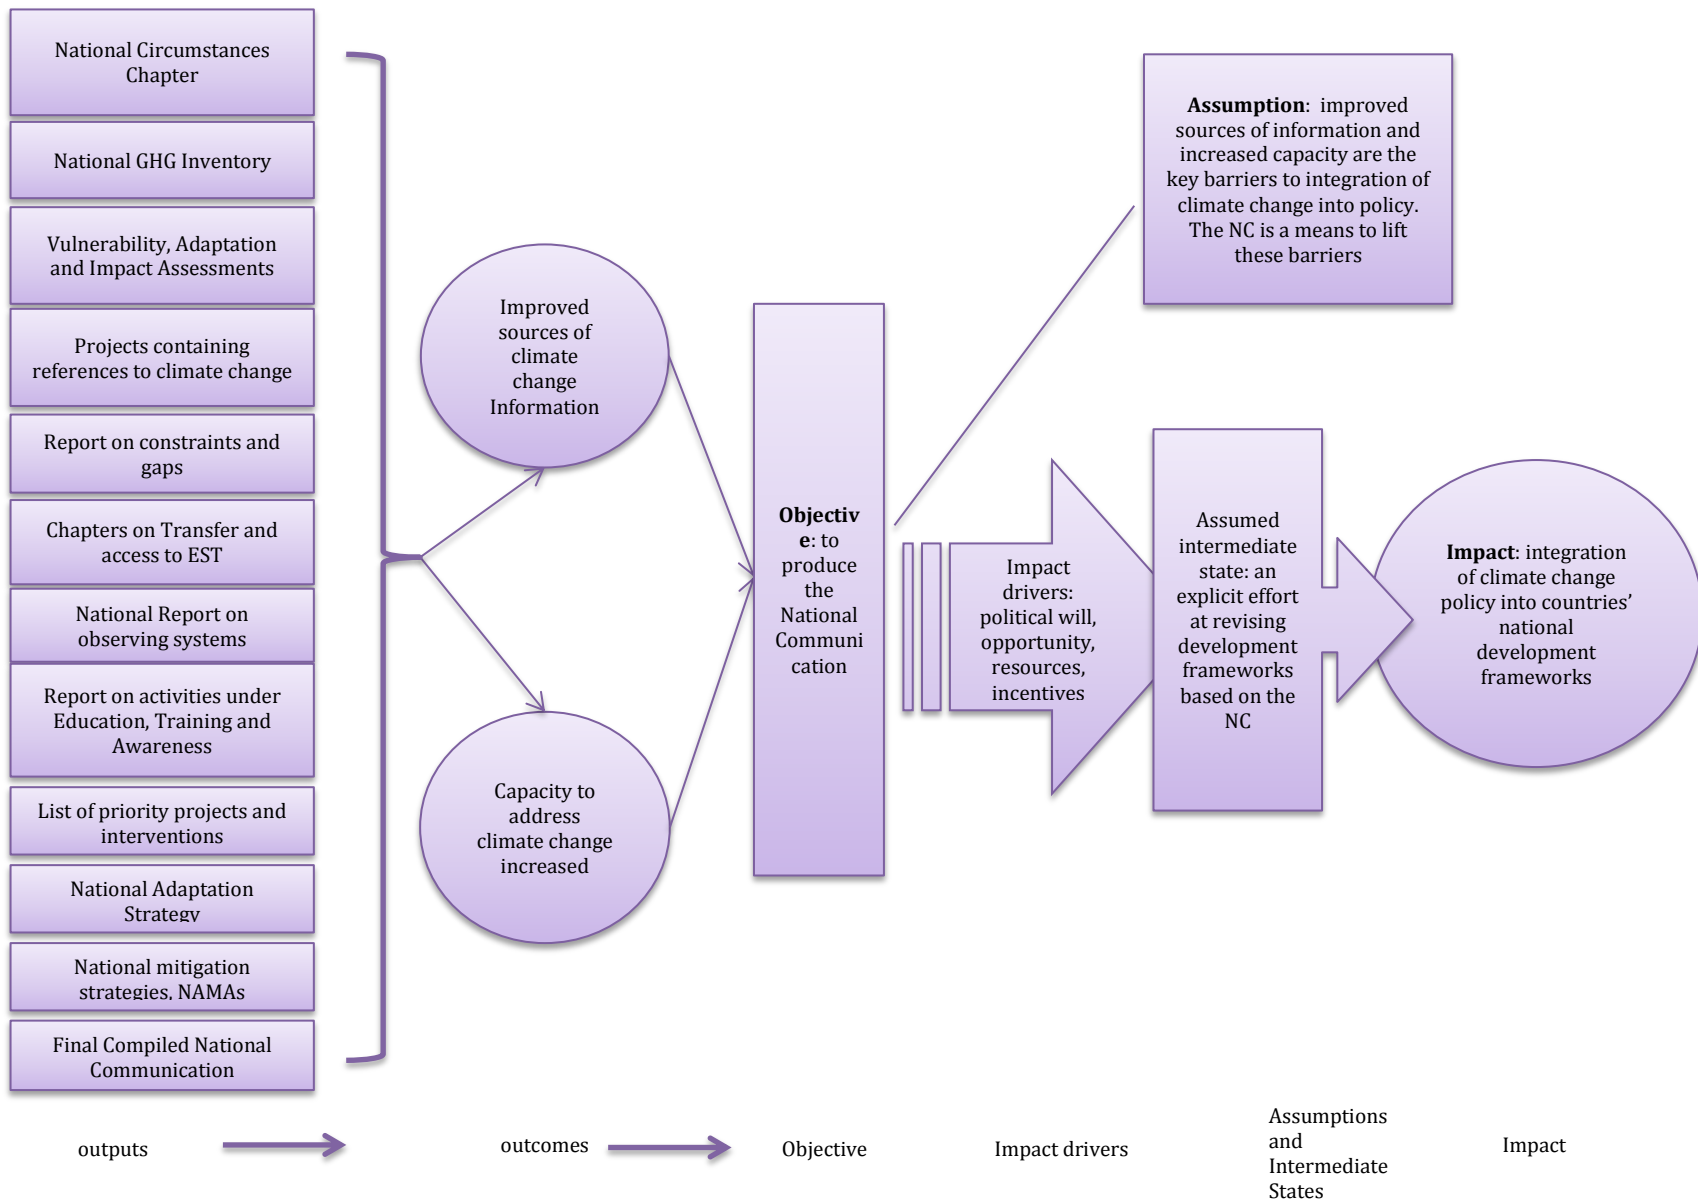 National Circumstances
Chapter
National GHG Inventory
Vulnerability, Adaptation
and Impact Assessments
Projects containing
references to climate change
Report on constraints and
gaps
Chapters on Transfer and
access to EST
National Report on
observing systems
Report on activities under
Education, Training and
Awareness
List of priority projects and
interventions
National Adaptation
Strategy
National mitigation
strategies, NAMAs
Final Compiled National
Communication
Improved
sources of
climate
change
Information
Capacity to
address
climate change
increased
Objectiv
e: to
produce
the
National
Communi
cation
Assumption: improved
sources of information and
increased capacity are the
key barriers to integration of
climate change into policy.
The NC is a means to lift
these barriers
Impact
drivers:
political will,
opportunity,
resources,
incentives
Assumed
intermediate
state: an
explicit effort
at revising
development
frameworks
based on the
NC
Impact: integration
of climate change
policy into countries’
national
development
frameworks
outputs
outcomes
Objective
Impact drivers
Assumptions
and
Intermediate
States
Impact